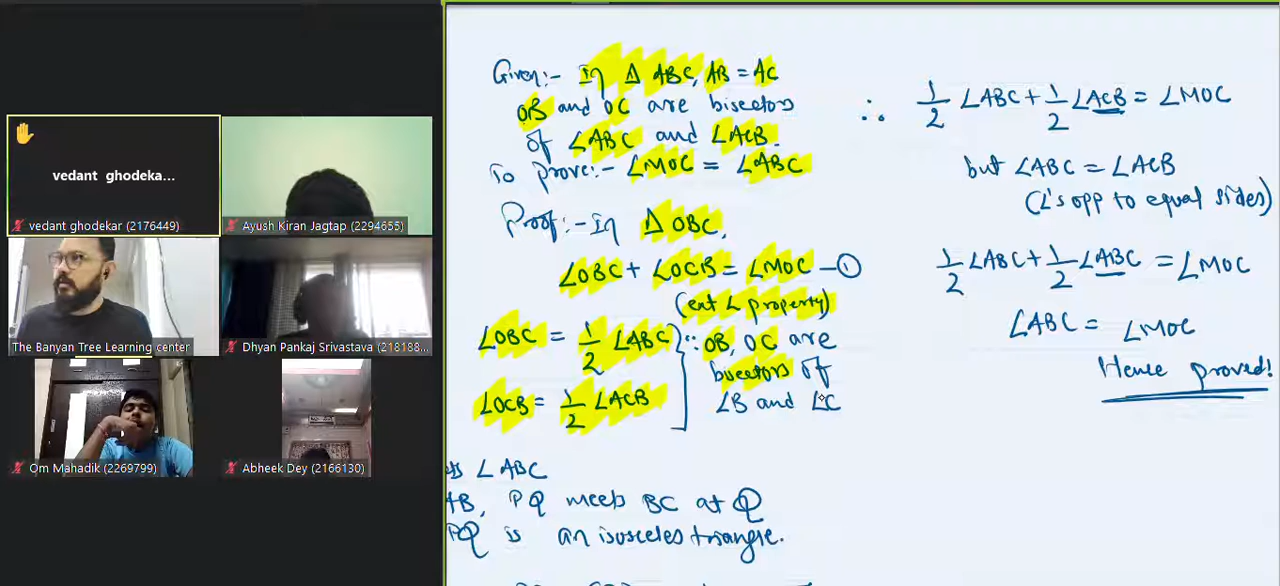 vedant ghodeka...
vedant ghodekar (2176449)
Ayush Kiran Jagtap (2294655)
The Banyan Tree Learning center
Dhyan Pankaj Srivastava (218188...
Om Mahadik (2269799)
Abheek Dey (2166130)
Given:- In Δ ABC, AB = AC
OB and OC are bisectors
of ∠ABC and ∠ACB.
To prove:- ∠MOC = ∠ABC
Proof:- In Δ OBC,
∠OBC + ∠OCB = ∠MOC -①
(ext ∠ property)
∠OBC = 1/2 ∠ABC } ∵ OB, OC are
bisectors of
∠OCB = 1/2 ∠ACB ∠B and ∠C
∴ 1/2 ∠ABC + 1/2 ∠ACB = ∠MOC
but ∠ABC = ∠ACB
(∠'s opp to equal sides)
1/2 ∠ABC + 1/2 ∠ABC = ∠MOC
∠ABC = ∠MOC
Hence proved!
∠ABC
AB, PQ meets BC at Q
PQ is an isosceles triangle.